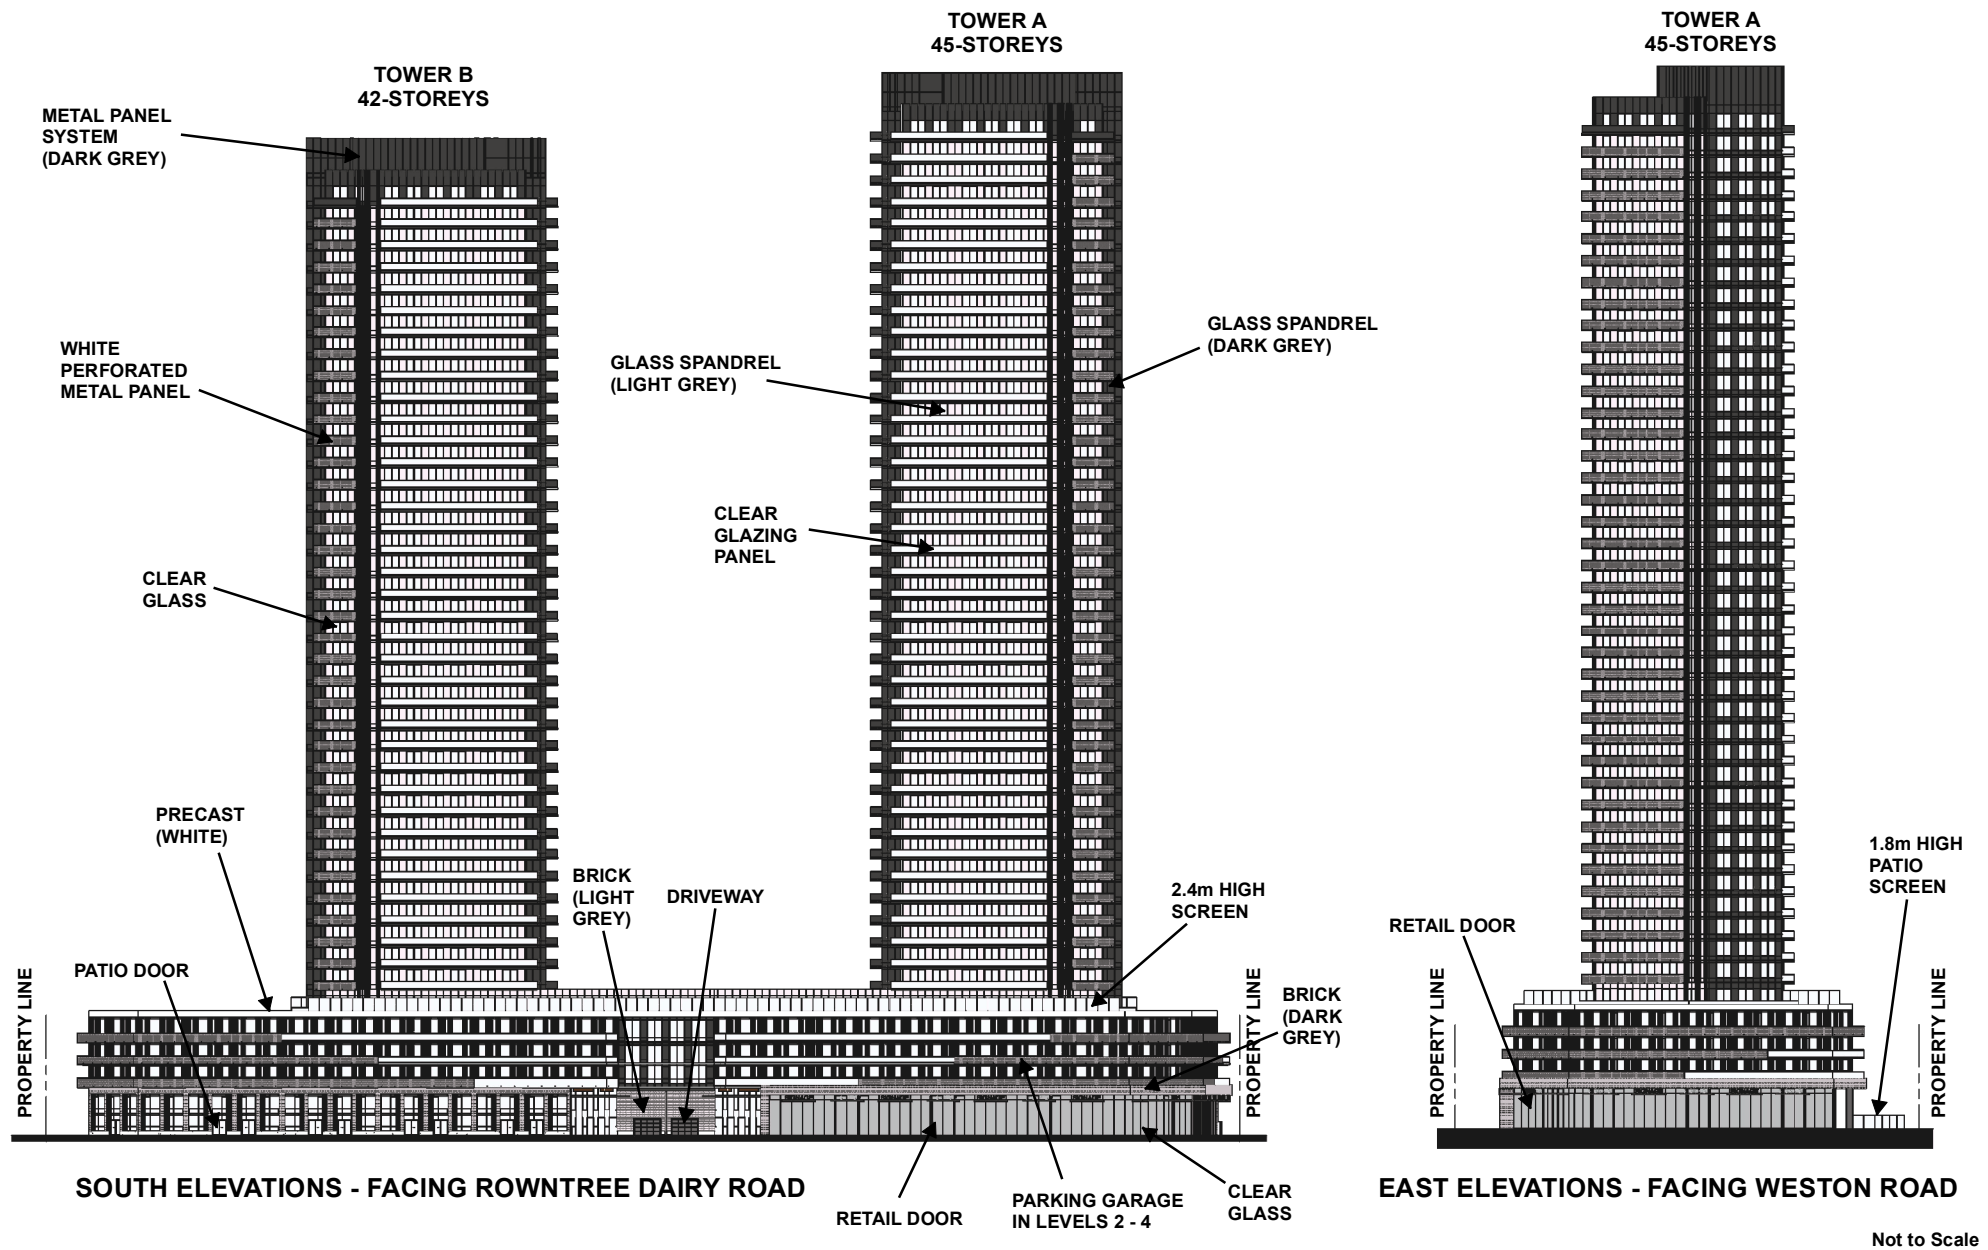 TOWER A
45-STOREYS
TOWER A
45-STOREYS
TOWER B
42-STOREYS
METAL PANEL
SYSTEM
(DARK GREY)
WHITE
PERFORATED
METAL PANEL
GLASS SPANDREL
(LIGHT GREY)
GLASS SPANDREL
(DARK GREY)
CLEAR
GLAZING
PANEL
CLEAR
GLASS
PRECAST
(WHITE)
BRICK
(LIGHT
GREY)
DRIVEWAY
2.4m HIGH
SCREEN
1.8m HIGH
PATIO
SCREEN
RETAIL DOOR
PATIO DOOR
PROPERTY LINE
PROPERTY LINE
BRICK
(DARK
GREY)
PROPERTY LINE
PROPERTY LINE
SOUTH ELEVATIONS - FACING ROWNTREE DAIRY ROAD
RETAIL DOOR
PARKING GARAGE
IN LEVELS 2 - 4
CLEAR
GLASS
EAST ELEVATIONS - FACING WESTON ROAD
Not to Scale